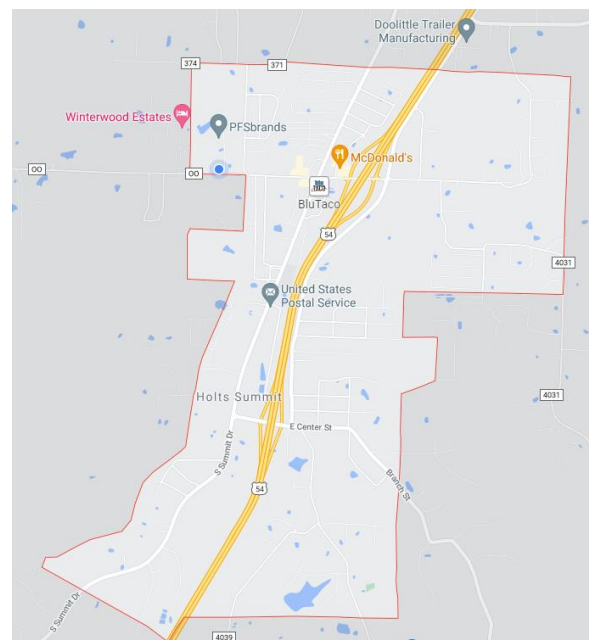 Doolittle Trailer
Manufacturing
374
371
Winterwood Estates
PFSbrands
McDonald's
OO
OO
BluTaco
54
4031
United States
Postal Service
4031
Holts Summit
E Center St
S Summit Dr
Branch St
54
S Summit Dr
4039